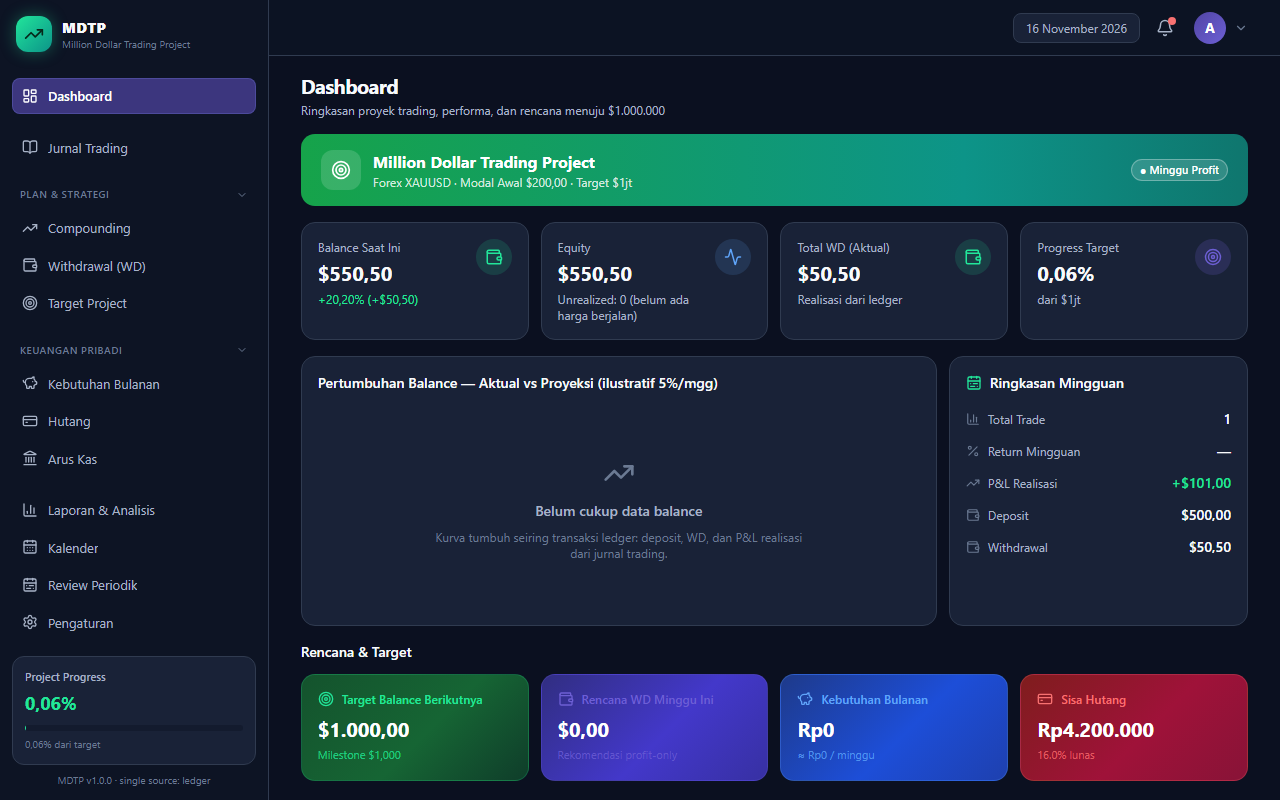 MDTP
Million Dollar Trading Project
Dashboard
Jurnal Trading
PLAN & STRATEGI
Compounding
Withdrawal (WD)
Target Project
KEUANGAN PRIBADI
Kebutuhan Bulanan
Hutang
Arus Kas
Laporan & Analisis
Kalender
Review Periodik
Pengaturan
Project Progress
0,06%
0,06% dari target
MDTP v1.0.0 · single source: ledger
16 November 2026
A
Dashboard
Ringkasan proyek trading, performa, dan rencana menuju $1.000.000
Million Dollar Trading Project
Forex XAUUSD · Modal Awal $200,00 · Target $1jt
● Minggu Profit
Balance Saat Ini
$550,50
+20,20% (+$50,50)
Equity
$550,50
Unrealized: 0 (belum ada
harga berjalan)
Total WD (Aktual)
$50,50
Realisasi dari ledger
Progress Target
0,06%
dari $1jt
Pertumbuhan Balance — Aktual vs Proyeksi (ilustratif 5%/mgg)
Belum cukup data balance
Kurva tumbuh seiring transaksi ledger: deposit, WD, dan P&L realisasi
dari jurnal trading.
Ringkasan Mingguan
Total Trade 1
Return Mingguan —
P&L Realisasi +$101,00
Deposit $500,00
Withdrawal $50,50
Rencana & Target
Target Balance Berikutnya
$1.000,00
Milestone $1,000
Rencana WD Minggu Ini
$0,00
Rekomendasi profit-only
Kebutuhan Bulanan
Rp0
≈ Rp0 / minggu
Sisa Hutang
Rp4.200.000
16.0% lunas